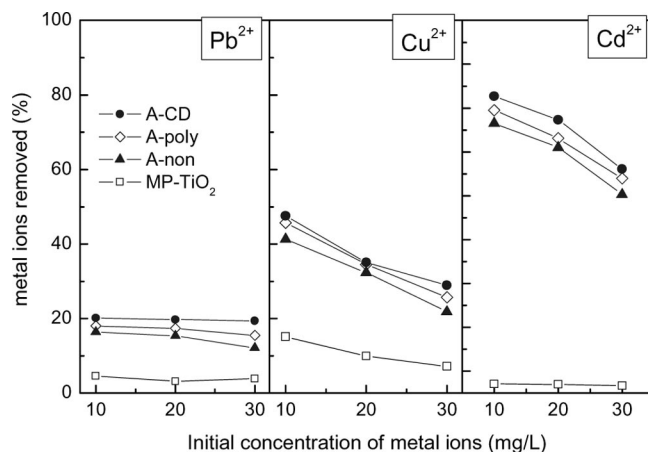 100
80
60
40
20
0
metal ions removed (%)
Pb²⁺
Cu²⁺
Cd²⁺
A-CD
A-poly
A-non
MP-TiO₂
10 20 30 10 20 30 10 20 30
Initial concentration of metal ions (mg/L)